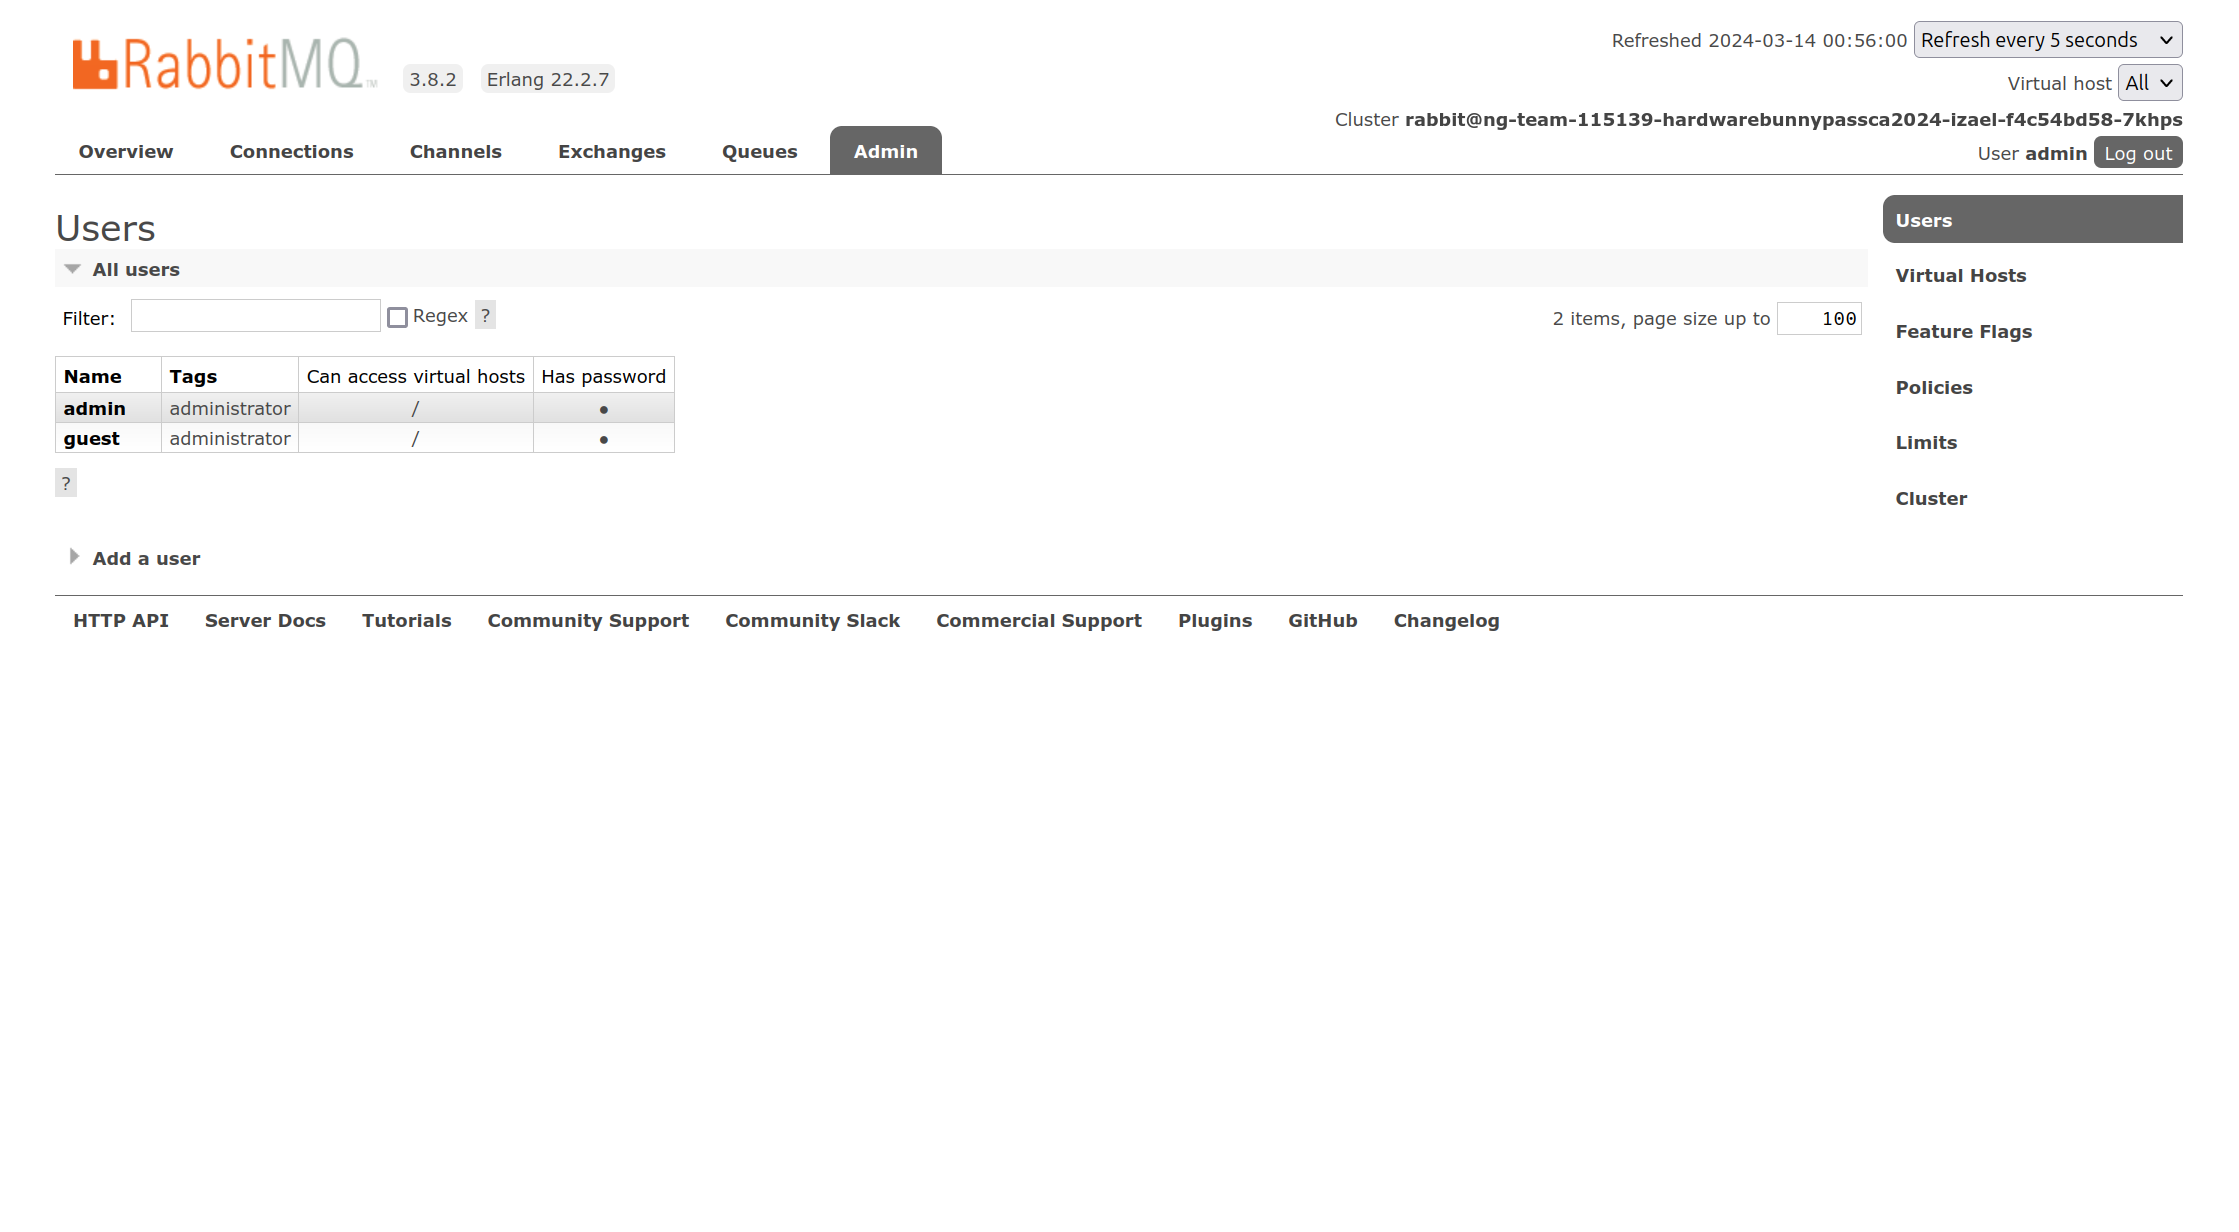 RabbitMQ™ 3.8.2 Erlang 22.2.7
Refreshed 2024-03-14 00:56:00 Refresh every 5 seconds
Virtual host All
Cluster rabbit@ng-team-115139-hardwarebunnypassca2024-izael-f4c54bd58-7khps
User admin Log out
Overview Connections Channels Exchanges Queues Admin
Users
All users
Filter: Regex ? 2 items, page size up to 100
Name Tags Can access virtual hosts Has password
admin administrator / ●
guest administrator / ●
?
Add a user
Users
Virtual Hosts
Feature Flags
Policies
Limits
Cluster
HTTP API Server Docs Tutorials Community Support Community Slack Commercial Support Plugins GitHub Changelog